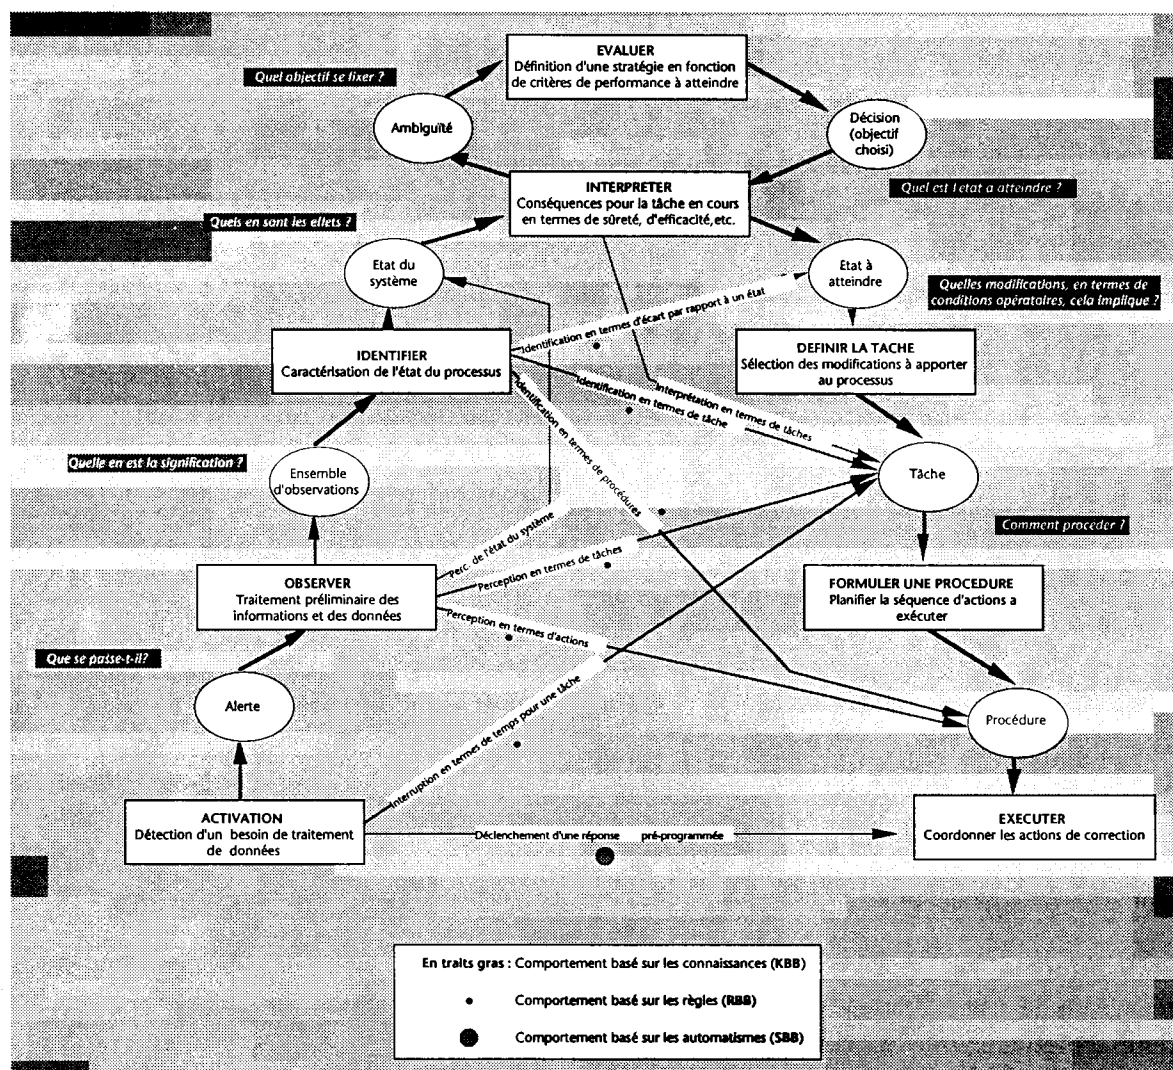 EVALUER
Définition d'une stratégie en fonction
de critères de performance à atteindre
Quel objectif se fixer ?
Ambiguïté
Décision
(objectif
choisi)
INTERPRETER
Conséquences pour la tâche en cours
en termes de sûreté, d'efficacité,etc.
Quel est l etat a atteindre ?
Quels en sont les effets ?
Etat du
système
Etat à
atteindre
Quelles modifications, en termes de
conditions opératoires, cela implique ?
Identification en termes d'écart par rapport à un état
IDENTIFIER
Caractérisation de l'état du processus
DEFINIR LA TACHE
Sélection des modifications à apporter
au processus
Interprétation en termes de tâches
Identification en termes de tâche
Identification en termes de procédures
Quelle en est la signification ?
Ensemble
d'observations
Tâche
Comment proceder ?
Perc. de l'état du système
Perception en termes de tâches
OBSERVER
Traitement préliminaire des
informations et des données
FORMULER UNE PROCEDURE
Planifier la séquence d'actions a
exécuter
Perception en termes d'actions
Que se passe-t-il?
Alerte
Interruption en termes de temps pour une tâche
Procédure
ACTIVATION
Détection d'un besoin de traitement
de données
Déclenchement d'une réponse pré-programmée
EXECUTER
Coordonner les actions de correction
En traits gras : Comportement basé sur les connaissances (KBB)
Comportement basé sur les règles (RBB)
Comportement basé sur les automatismes (SBB)